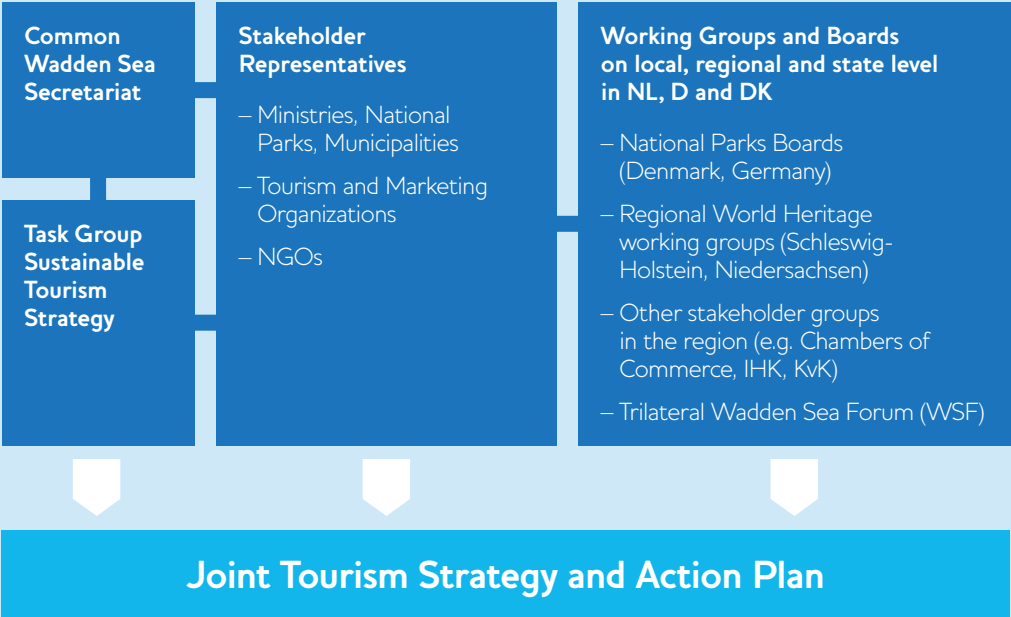 Common
Wadden Sea
Secretariat
Task Group
Sustainable
Tourism
Strategy
Stakeholder
Representatives
– Ministries, National
Parks, Municipalities
– Tourism and Marketing
Organizations
– NGOs
Working Groups and Boards
on local, regional and state level
in NL, D and DK
– National Parks Boards
(Denmark, Germany)
– Regional World Heritage
working groups (Schleswig-
Holstein, Niedersachsen)
– Other stakeholder groups
in the region (e.g. Chambers of
Commerce, IHK, KvK)
– Trilateral Wadden Sea Forum (WSF)
Joint Tourism Strategy and Action Plan